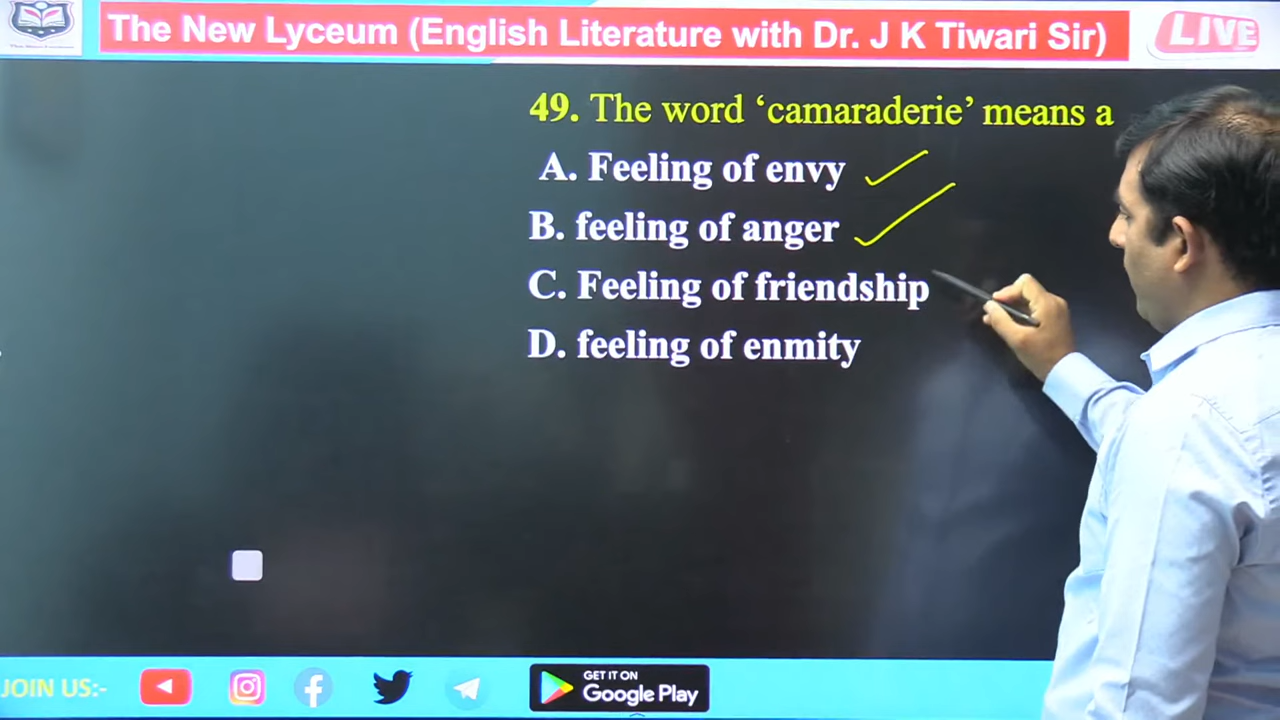 The New Lyceum (English Literature with Dr. J K Tiwari Sir)
LIVE
49. The word ‘camaraderie’ means a
A. Feeling of envy
B. feeling of anger
C. Feeling of friendship
D. feeling of enmity
JOIN US:-
GET IT ON
Google Play